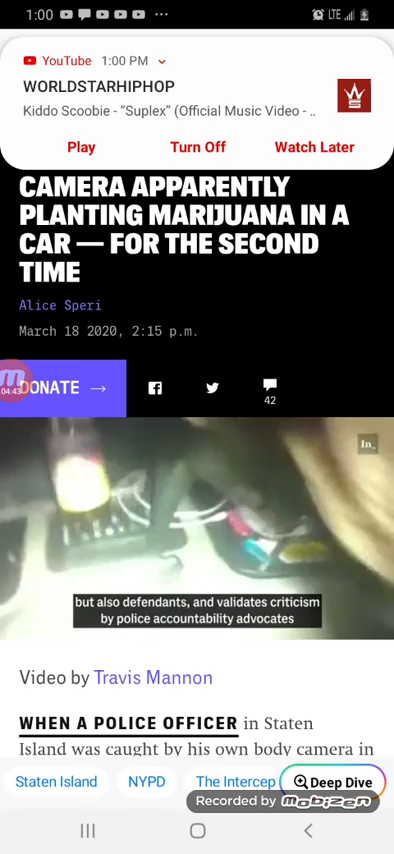 1:00
LTE
YouTube 1:00 PM
WORLDSTARHIPHOP
Kiddo Scoobie - “Suplex” (Official Music Video - ..
Play Turn Off Watch Later
CAMERA APPARENTLY
PLANTING MARIJUANA IN A
CAR — FOR THE SECOND
TIME
Alice Speri
March 18 2020, 2:15 p.m.
04:43
DONATE →
42
In_
but also defendants, and validates criticism
by police accountability advocates
Video by Travis Mannon
WHEN A POLICE OFFICER in Staten
Island was caught by his own body camera in
Staten Island NYPD The Intercep Deep Dive
Recorded by mobizen